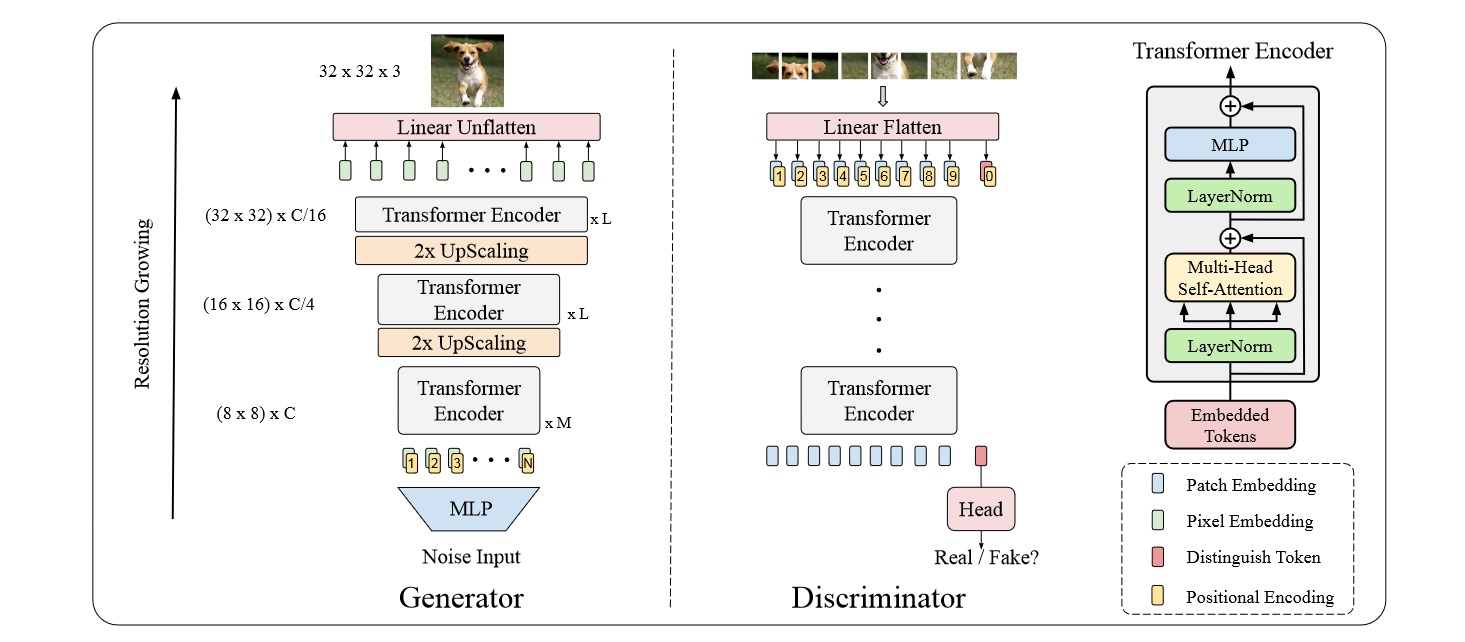 Resolution Growing
32 x 32 x 3
Linear Unflatten
(32 x 32) x C/16
Transformer Encoder
x L
2x UpScaling
(16 x 16) x C/4
Transformer
Encoder
x L
2x UpScaling
(8 x 8) x C
Transformer
Encoder
x M
1 2 3 N
MLP
Noise Input
Generator
Linear Flatten
1 2 3 4 5 6 7 8 9 0
Transformer
Encoder
Transformer
Encoder
Head
Real / Fake?
Discriminator
Transformer Encoder
MLP
LayerNorm
Multi-Head
Self-Attention
LayerNorm
Embedded
Tokens
Patch Embedding
Pixel Embedding
Distinguish Token
Positional Encoding